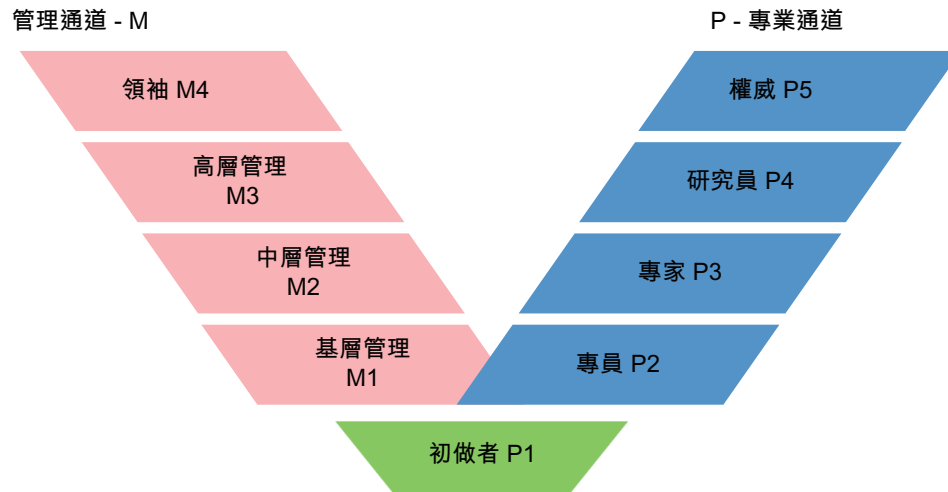 管理通道 - M
P - 專業通道
領袖 M4
權威 P5
高層管理
M3
研究員 P4
中層管理
M2
專家 P3
基層管理
M1
專員 P2
初做者 P1